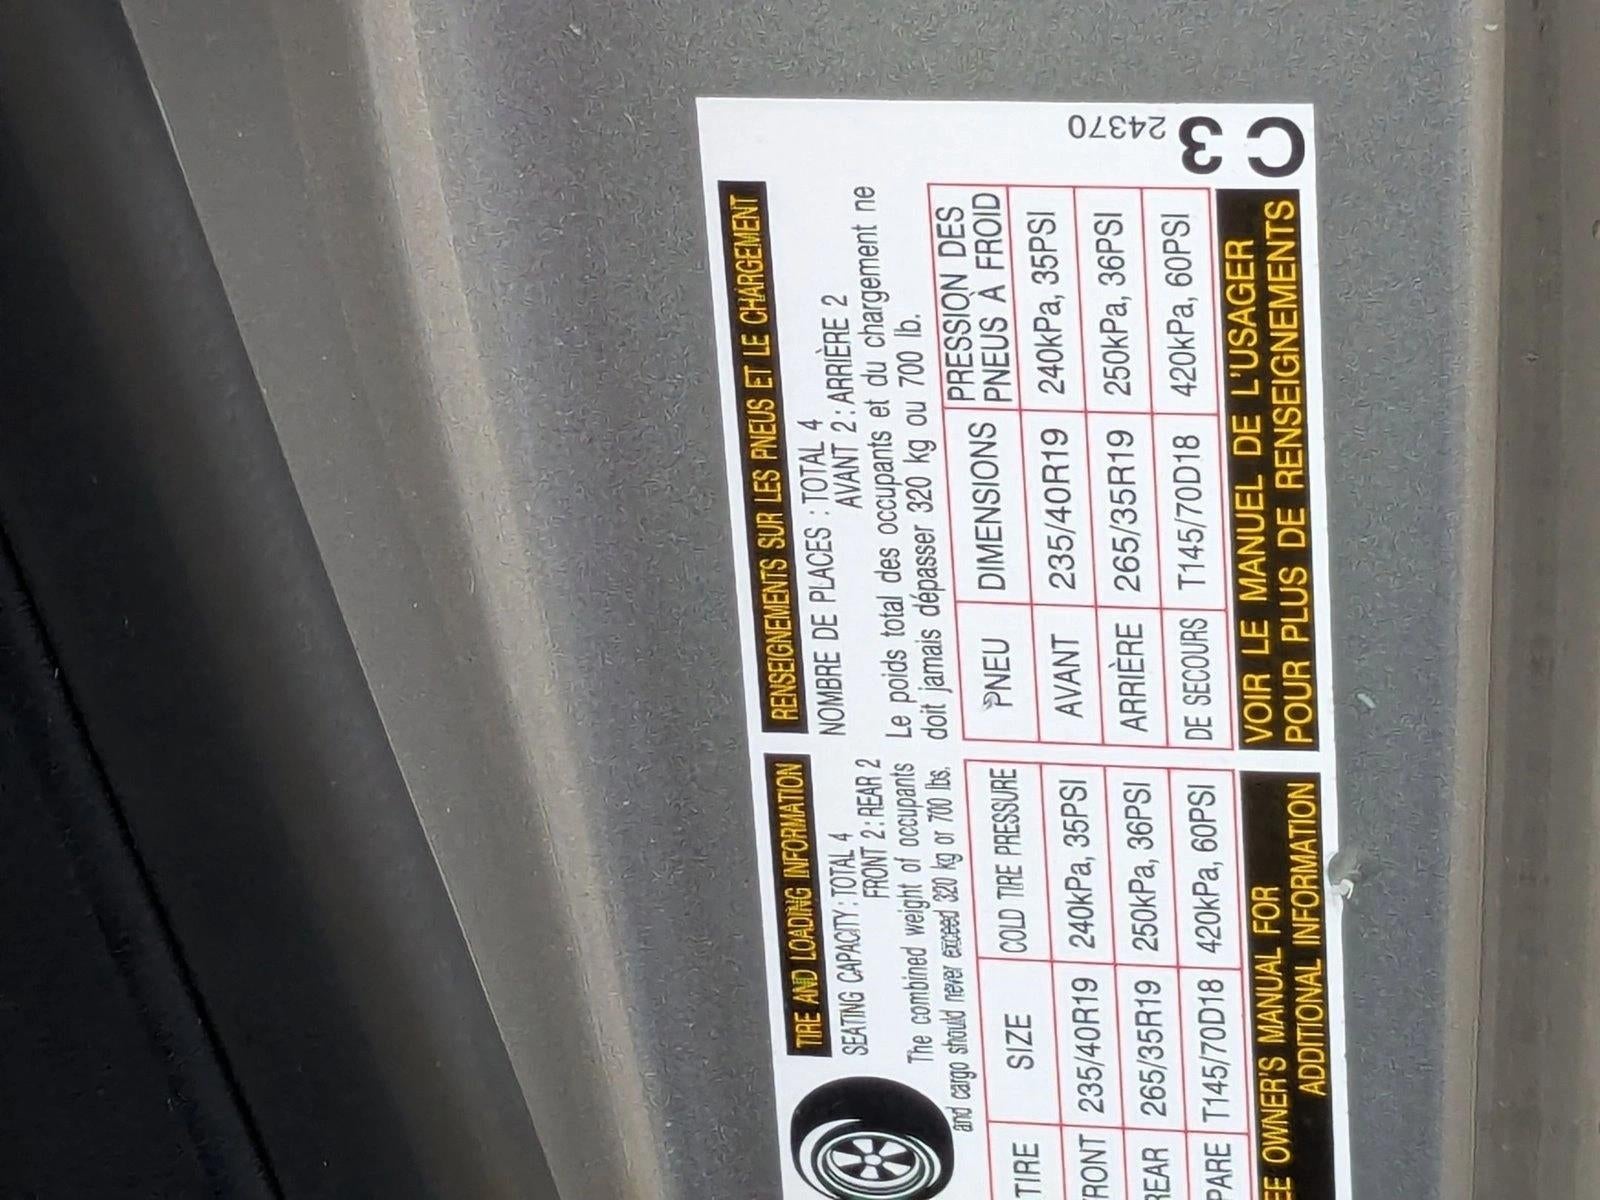 TIRE AND LOADING INFORMATION
SEATING CAPACITY : TOTAL 4
FRONT 2 : REAR 2
The combined weight of occupants
and cargo should never exceed 320 kg or 700 lbs.
TIRE SIZE COLD TIRE PRESSURE
235/40R19 240kPa, 35PSI
265/35R19 250kPa, 36PSI
T145/70D18 420kPa, 60PSI
OWNER'S MANUAL FOR
ADDITIONAL INFORMATION
RENSEIGNEMENTS SUR LES PNEUS ET LE CHARGEMENT
NOMBRE DE PLACES : TOTAL 4
AVANT 2 : ARRIÈRE 2
Le poids total des occupants et du chargement ne
doit jamais dépasser 320 kg ou 700 lb.
PNEU DIMENSIONS PRESSION DES
PNEUS À FROID
AVANT 235/40R19 240kPa, 35PSI
ARRIÈRE 265/35R19 250kPa, 36PSI
DE SECOURS T145/70D18 420kPa, 60PSI
VOIR LE MANUEL DE L'USAGER
POUR PLUS DE RENSEIGNEMENTS
24370
C 3